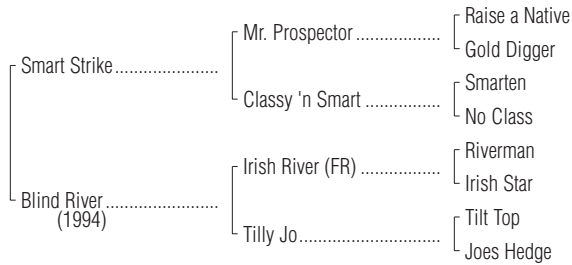 Raise a Native
Mr. Prospector ..................
Gold Digger
Smart Strike......................
Smarten
Classy 'n Smart ................
No Class
Riverman
Irish River (FR) .................
Irish Star
Blind River ........................
(1994)
Tilt Top
Tilly Jo..............................
Joes Hedge